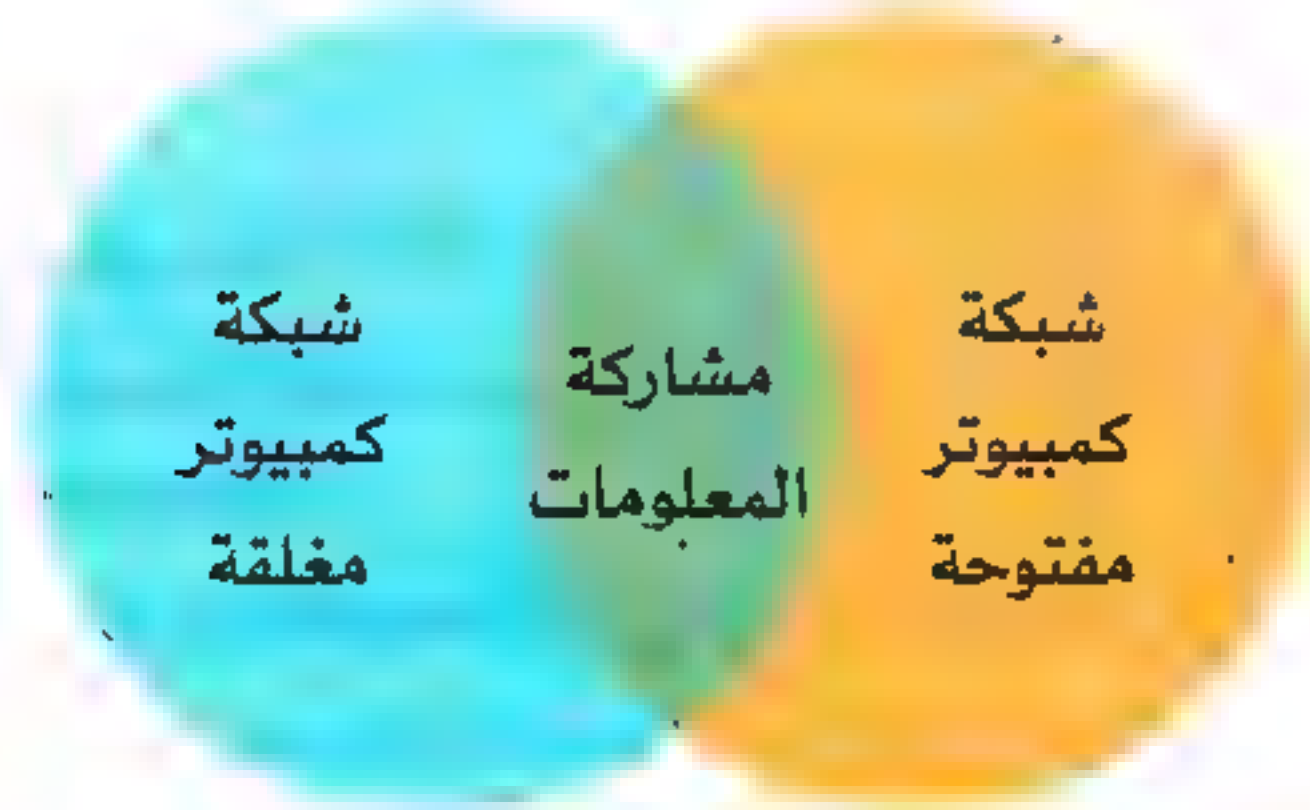 شبكة
كمبيوتر
مفتوحة
مشاركة
المعلومات
شبكة
كمبيوتر
مغلقة